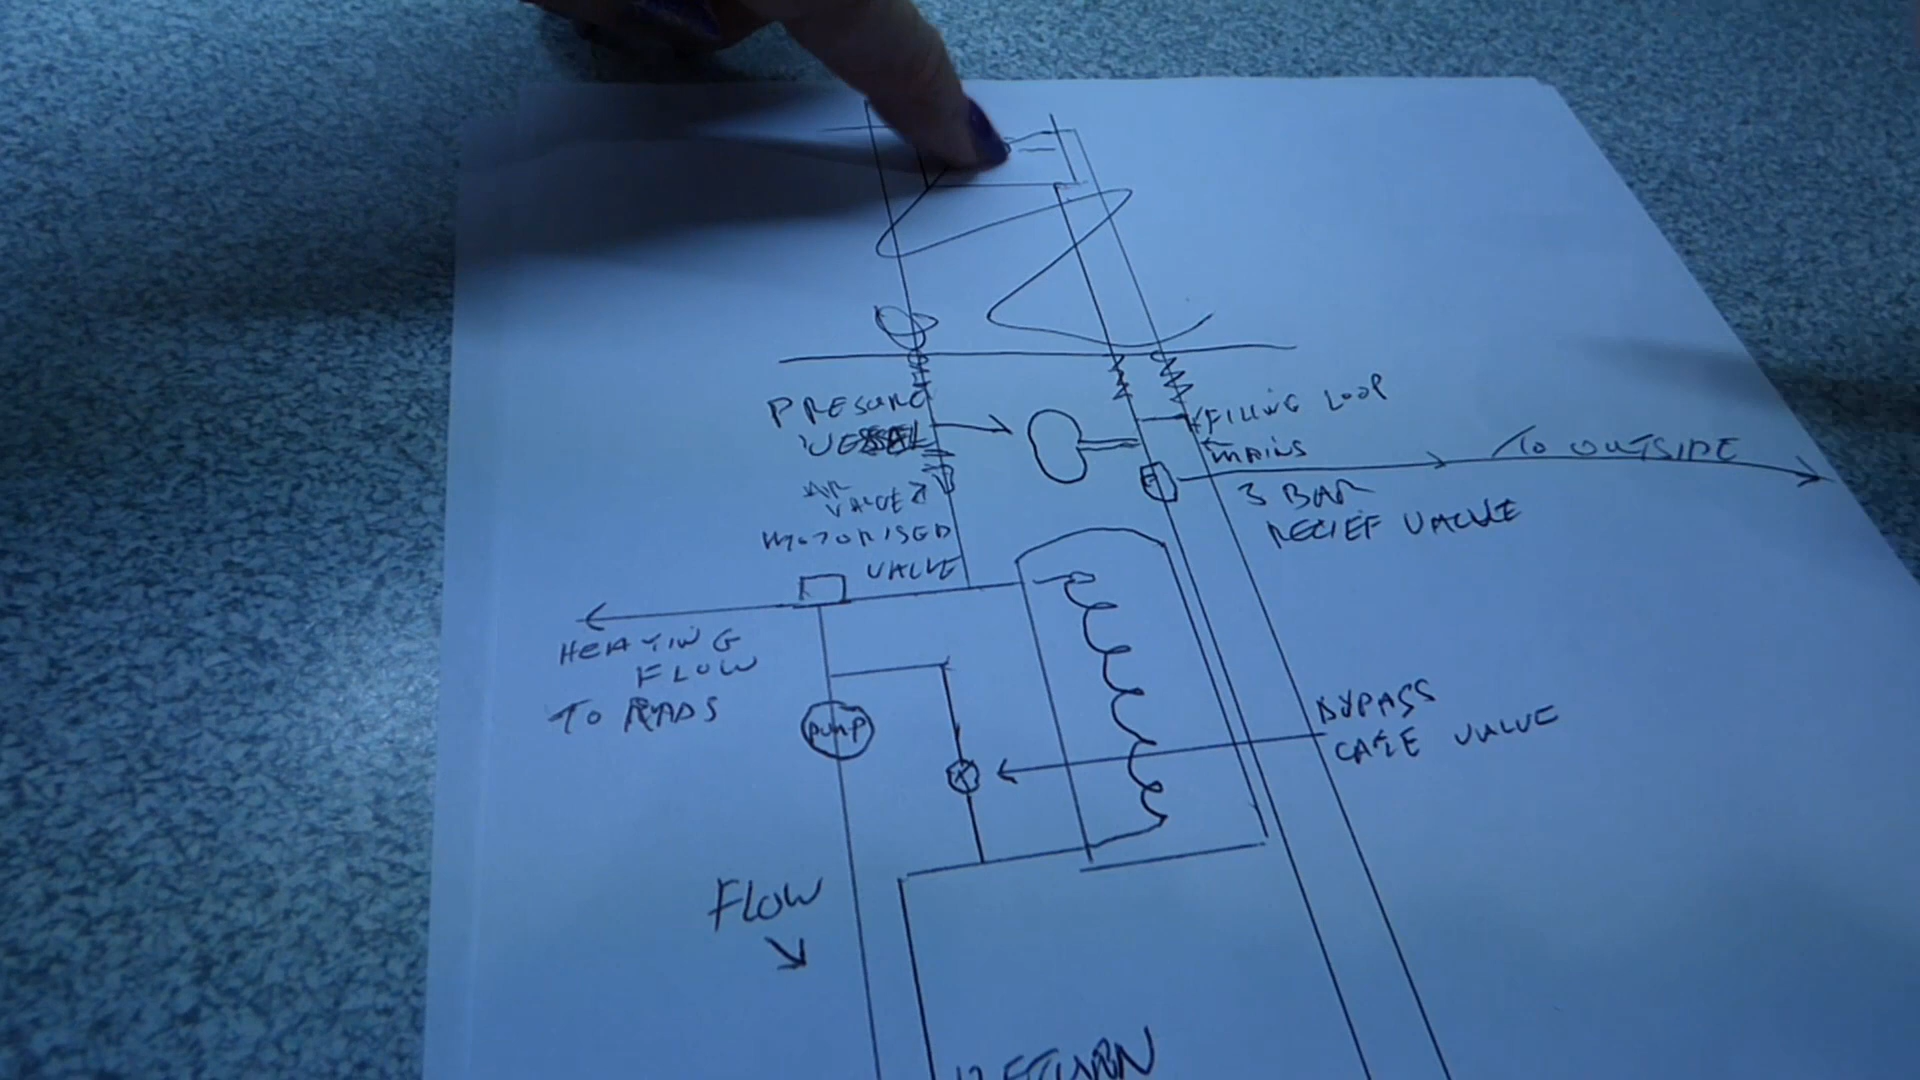 PRESURE
VESSEL
FILLING LOOP
MAINS
TO OUTSIDE
AIR
VALVE
3 BAR
RELIEF VALVE
MOTORISED
VALVE
HEATING
FLOW
TO RADS
PUMP
BYPASS
GATE VALVE
FLOW
RETURN